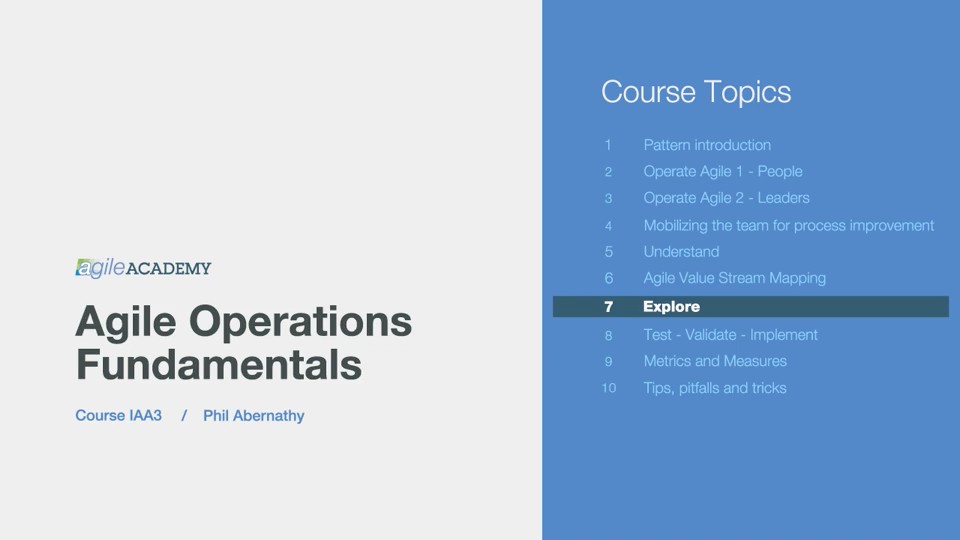 agileACADEMY
Agile Operations
Fundamentals
Course IAA3 / Phil Abernathy
Course Topics
1 Pattern introduction
2 Operate Agile 1 - People
3 Operate Agile 2 - Leaders
4 Mobilizing the team for process improvement
5 Understand
6 Agile Value Stream Mapping
7 Explore
8 Test - Validate - Implement
9 Metrics and Measures
10 Tips, pitfalls and tricks